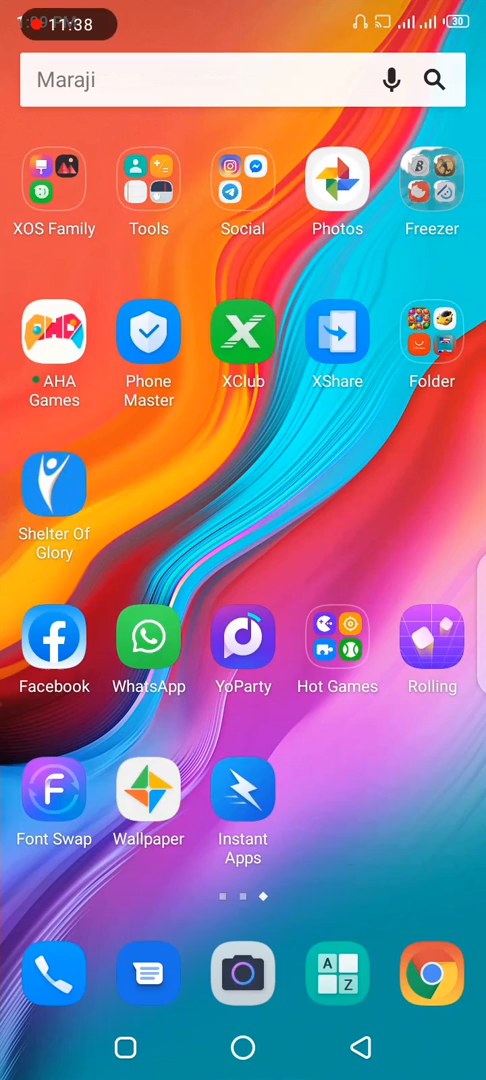 11:38
30
Maraji
XOS Family
Tools
Social
Photos
Freezer
AHA Games
Phone Master
XClub
XShare
Folder
Shelter Of Glory
Facebook
WhatsApp
YoParty
Hot Games
Rolling
Font Swap
Wallpaper
Instant Apps
A
Z